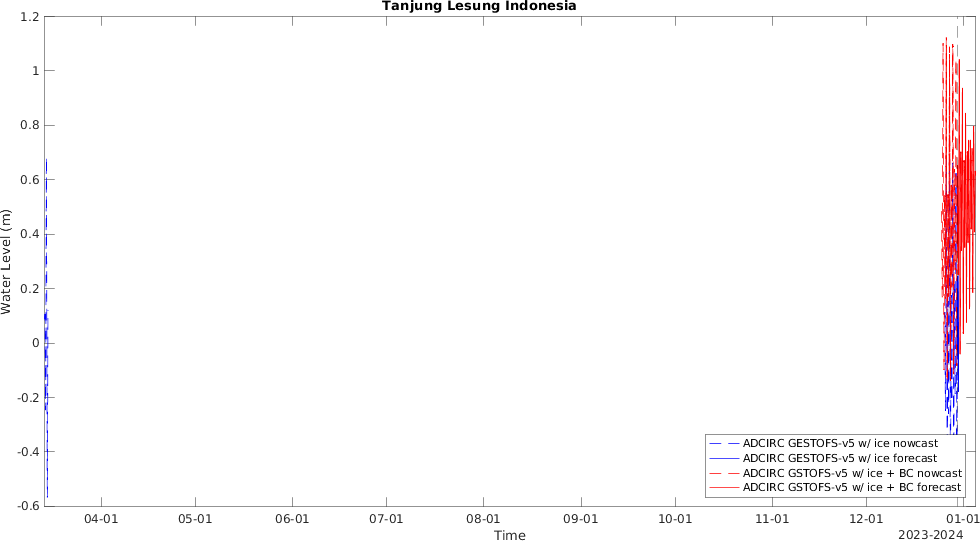 Tanjung Lesung Indonesia
1.2
1
0.8
0.6
0.4
0.2
0
-0.2
-0.4
-0.6
Water Level (m)
ADCIRC GESTOFS-v5 w/ ice nowcast
ADCIRC GESTOFS-v5 w/ ice forecast
ADCIRC GSTOFS-v5 w/ ice + BC nowcast
ADCIRC GSTOFS-v5 w/ ice + BC forecast
04-01 05-01 06-01 07-01 08-01 09-01 10-01 11-01 12-01 01-01
Time
2023-2024